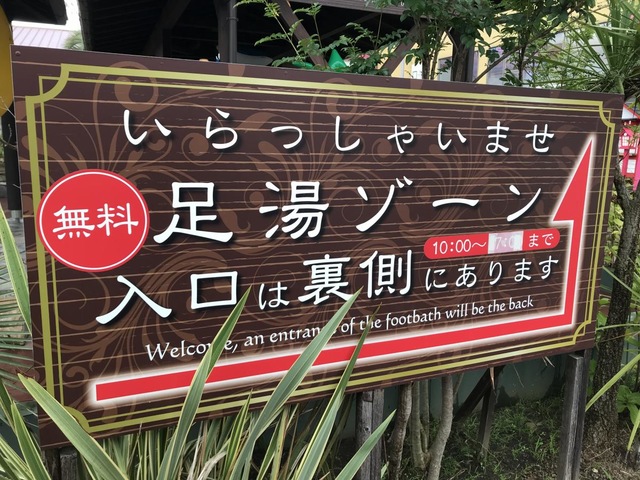 いらっしゃいませ
無料
足湯ゾーン
10:00～ まで
入口は裏側にあります
Welcome, an entrance of the footbath will be the back